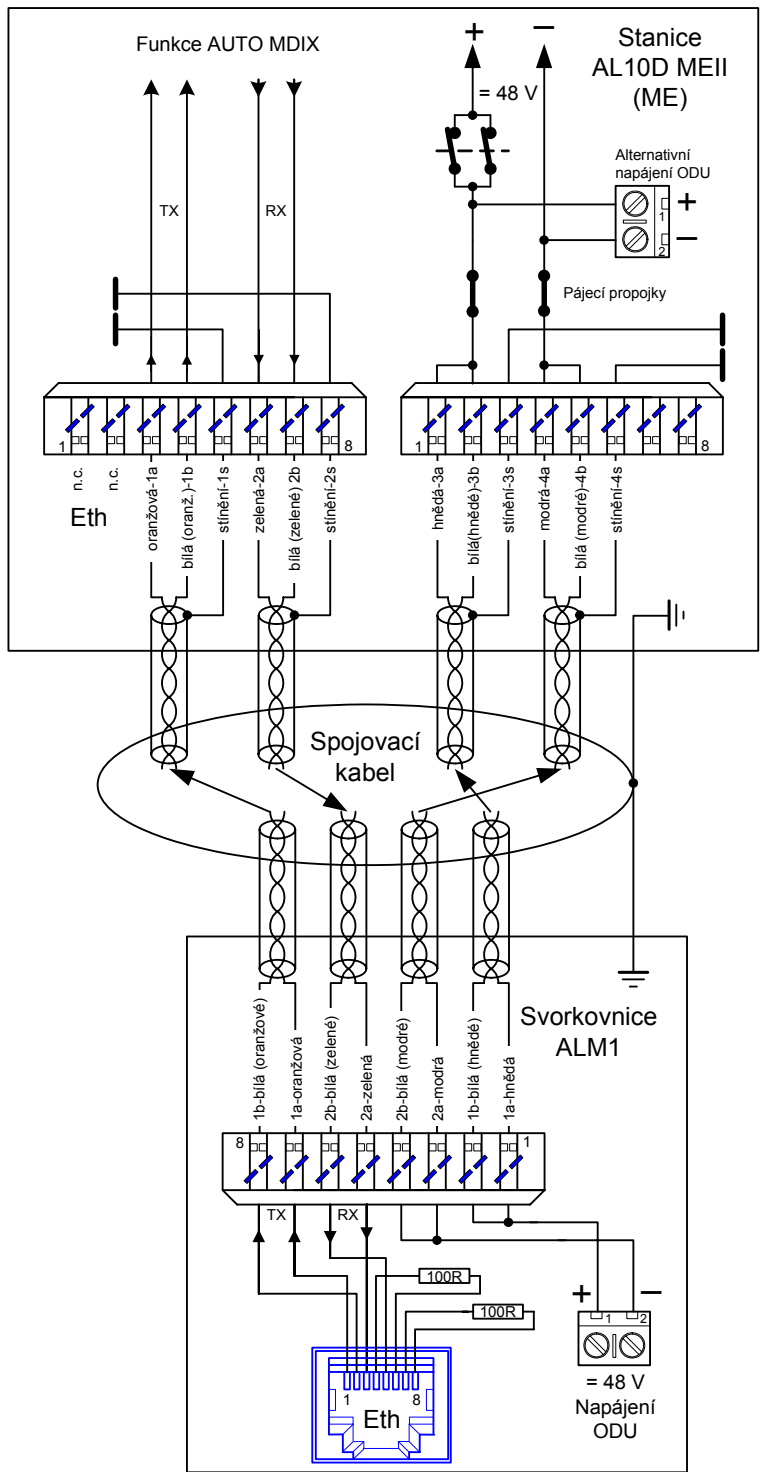 Funkce AUTO MDIX
+
–
Stanice
AL10D MEII
(ME)
= 48 V
Alternativní
napájení ODU
1
+
2
–
TX
RX
Pájecí propojky
1
8
1
8
n.c.
n.c.
oranžová-1a
bílá (oranž.)-1b
stínění-1s
zelená-2a
bílá (zelené) 2b
stínění-2s
hnědá-3a
bílá(hnědé)-3b
stínění-3s
modrá-4a
bílá (modré)-4b
stínění-4s
Eth
Spojovací
kabel
Svorkovnice
ALM1
1b-bílá (oranžové)
1a-oranžová
2b-bílá (zelené)
2a-zelená
2b-bílá (modré)
2a-modrá
1b-bílá (hnědé)
1a-hnědá
8
1
TX
RX
100R
100R
+
–
1
2
1
8
Eth
= 48 V
Napájení
ODU